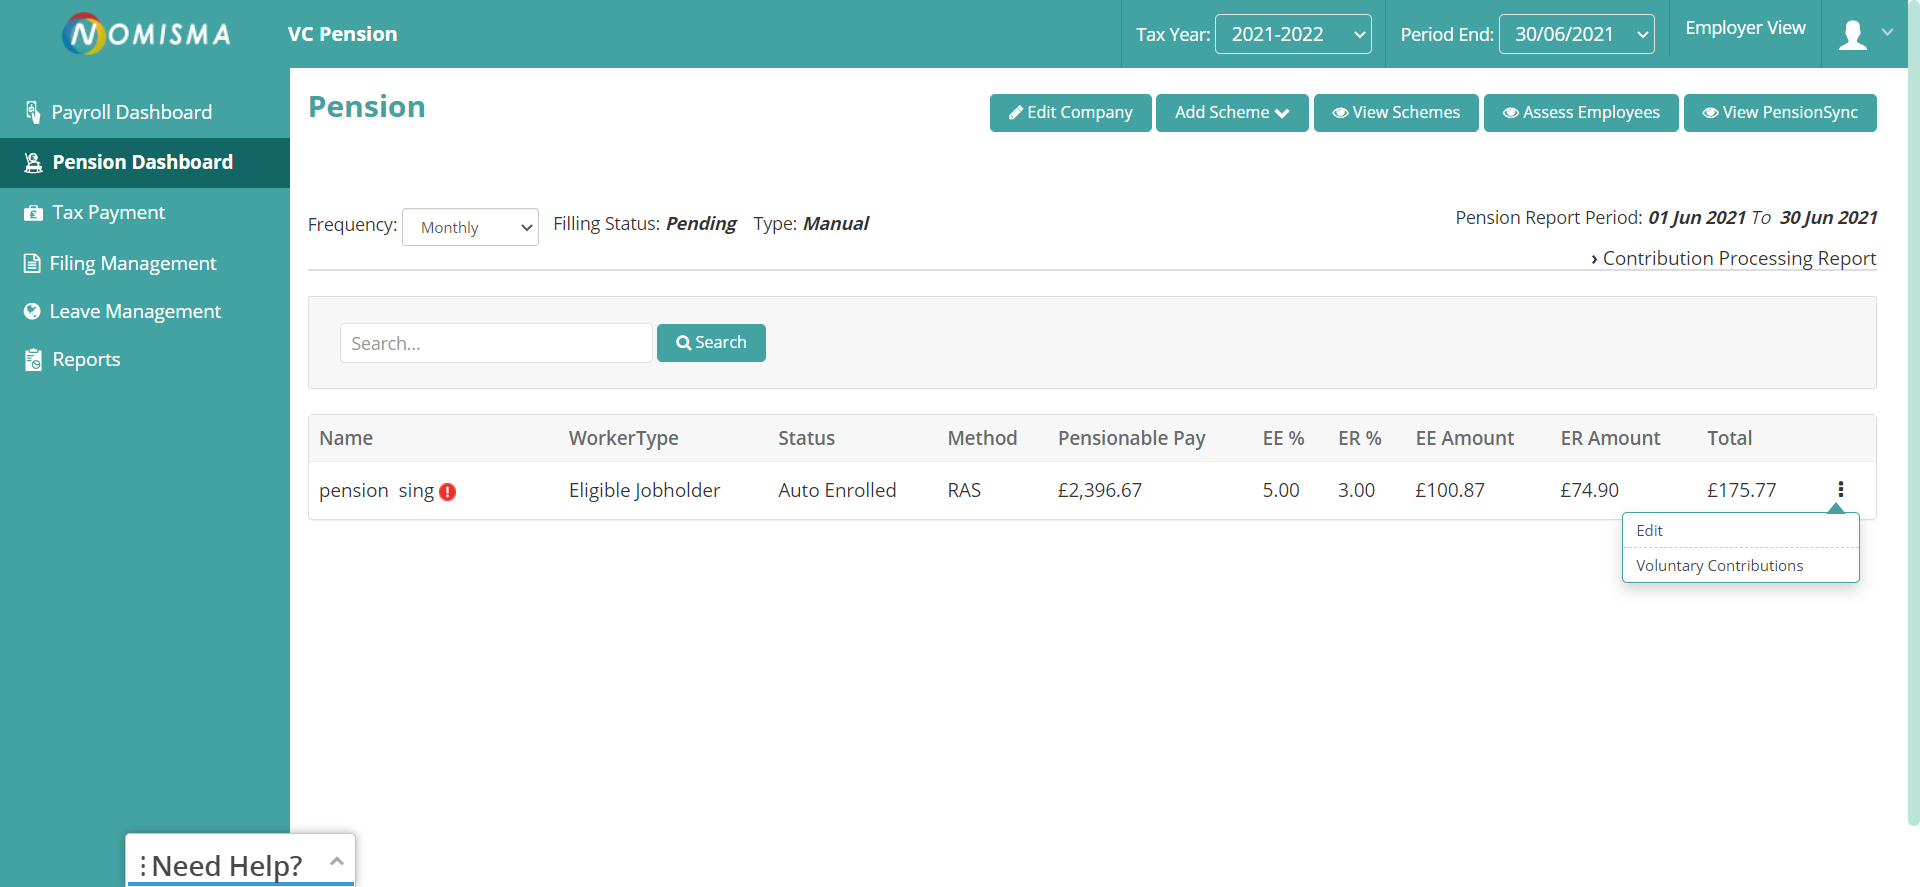 NOMISMA
VC Pension
Tax Year: 2021-2022
Period End: 30/06/2021
Employer View
Payroll Dashboard
Pension Dashboard
Tax Payment
Filing Management
Leave Management
Reports
Pension
Edit Company
Add Scheme
View Schemes
Assess Employees
View PensionSync
Frequency: Monthly Filling Status: Pending Type: Manual
Pension Report Period: 01 Jun 2021 To 30 Jun 2021
› Contribution Processing Report
Search...
Search
Name WorkerType Status Method Pensionable Pay EE % ER % EE Amount ER Amount Total
pension sing Eligible Jobholder Auto Enrolled RAS £2,396.67 5.00 3.00 £100.87 £74.90 £175.77
Edit
Voluntary Contributions
Need Help?